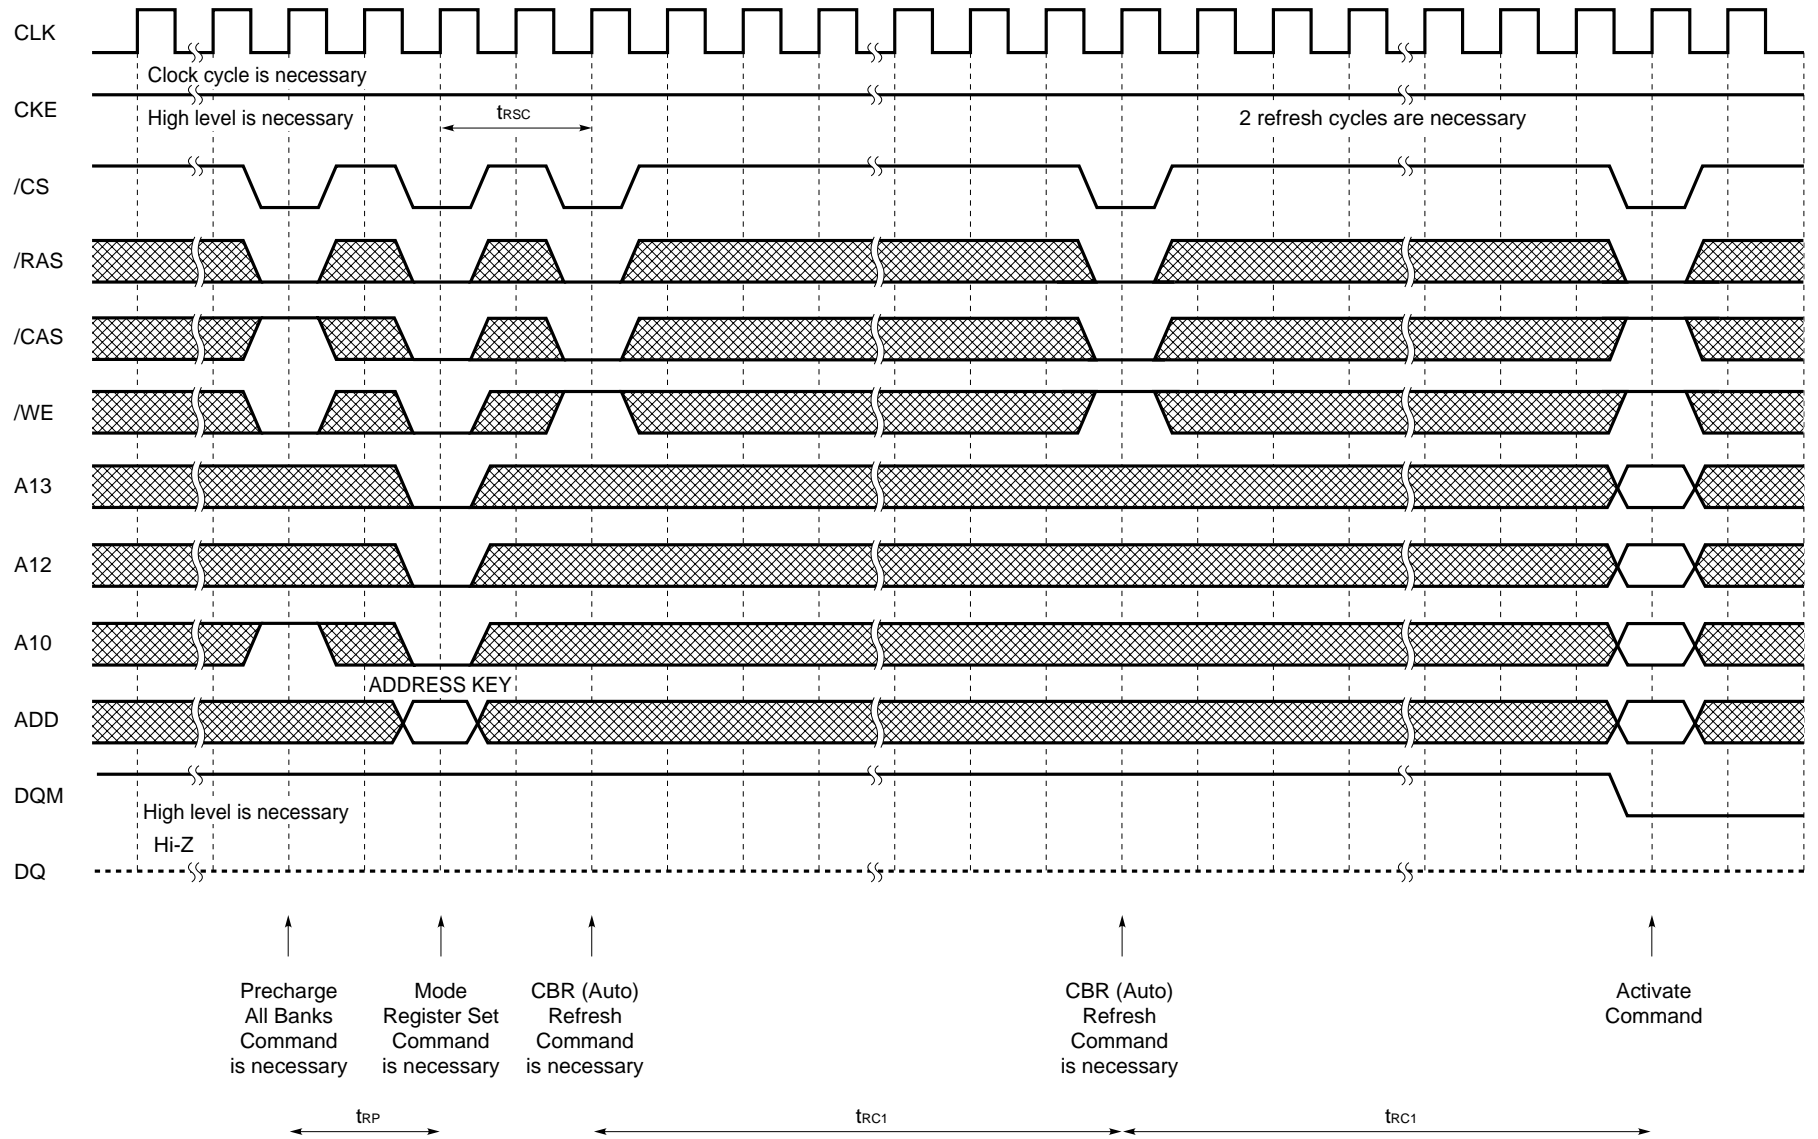 CLK
Clock cycle is necessary
CKE
High level is necessary
tRSC
2 refresh cycles are necessary
/CS
/RAS
/CAS
/WE
A13
A12
A10
ADDRESS KEY
ADD
DQM
High level is necessary
Hi-Z
DQ
Precharge
All Banks
Command
is necessary
Mode
Register Set
Command
is necessary
CBR (Auto)
Refresh
Command
is necessary
CBR (Auto)
Refresh
Command
is necessary
Activate
Command
tRP
tRC1
tRC1